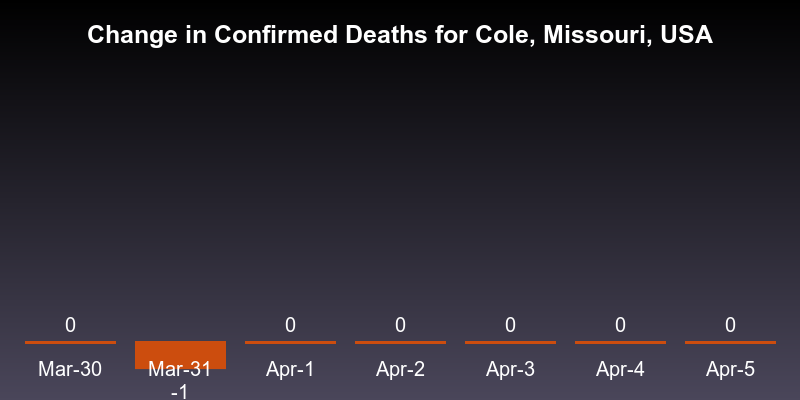 Change in Confirmed Deaths for Cole, Missouri, USA
0 0 0 0 0 0
Mar-30 Mar-31 Apr-1 Apr-2 Apr-3 Apr-4 Apr-5
-1